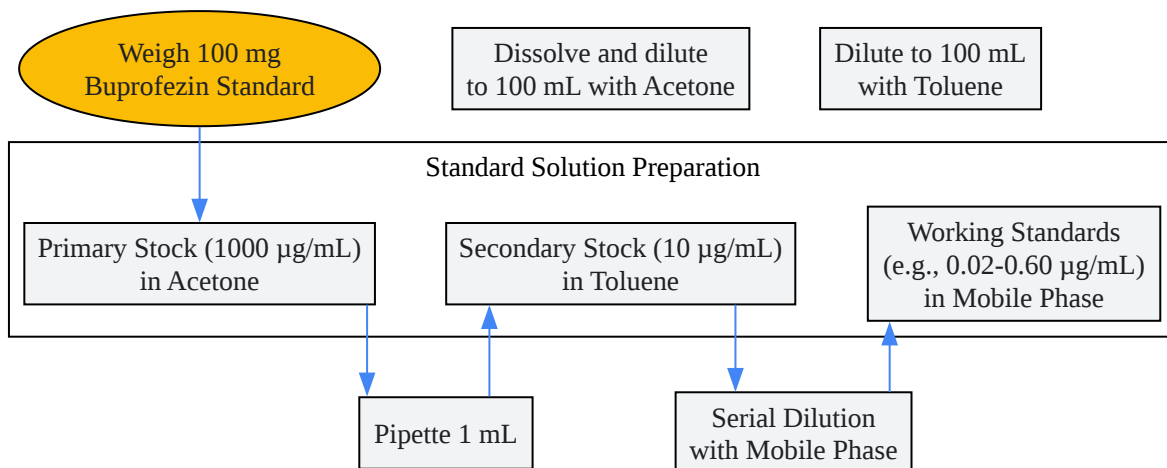 Weigh 100 mg
Buprofezin Standard
Dissolve and dilute
to 100 mL with Acetone
Dilute to 100 mL
with Toluene
Standard Solution Preparation
Primary Stock (1000 µg/mL)
in Acetone
Secondary Stock (10 µg/mL)
in Toluene
Working Standards
(e.g., 0.02-0.60 µg/mL)
in Mobile Phase
Pipette 1 mL
Serial Dilution
with Mobile Phase